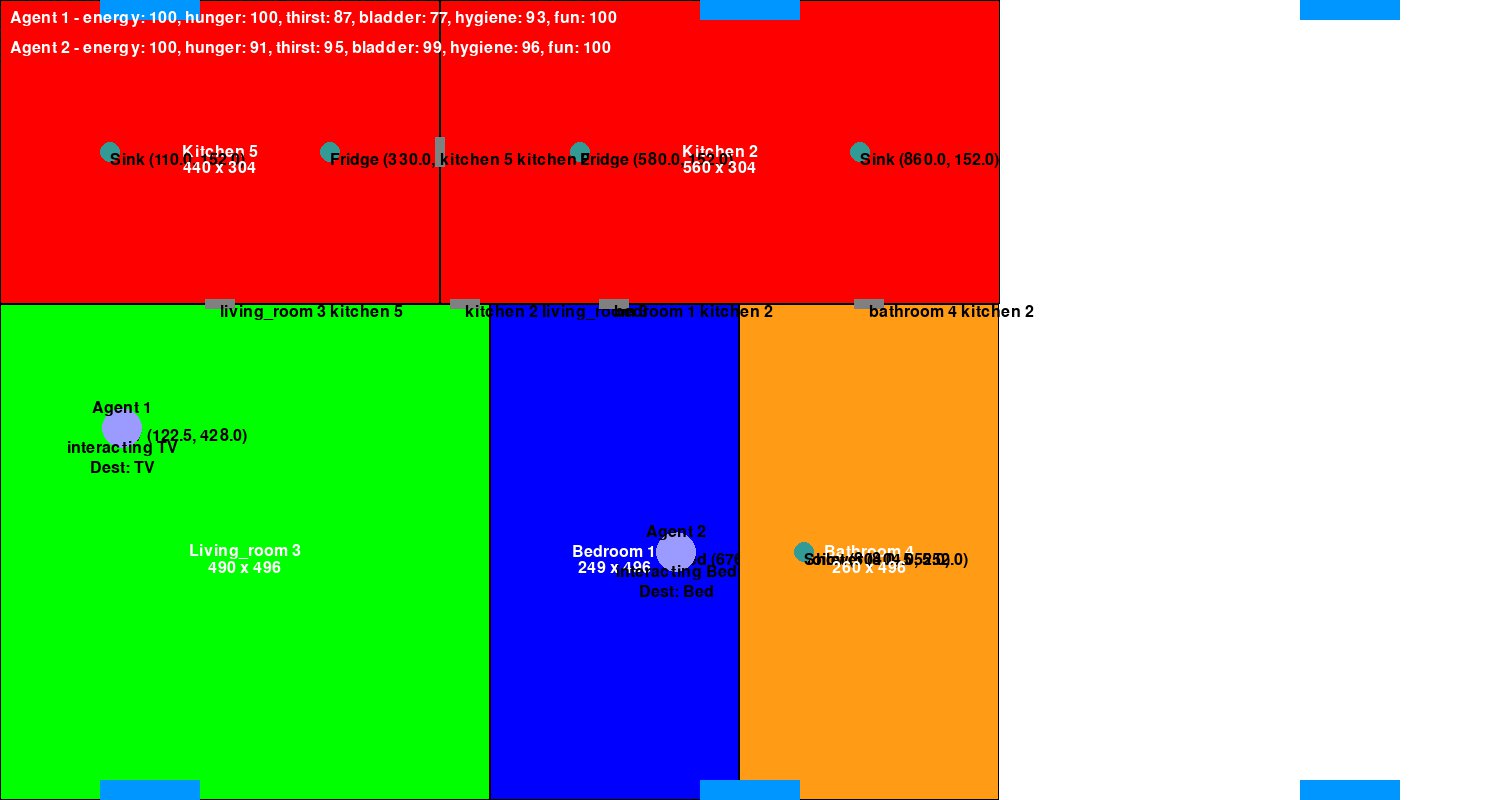 Agent 1 - energy: 100, hunger: 100, thirst: 87, bladder: 77, hygiene: 93, fun: 100
Agent 2 - energy: 100, hunger: 91, thirst: 95, bladder: 99, hygiene: 96, fun: 100
Kitchen 5
Kitchen 2
Sink (110.0, 152.0)
Fridge (330.0,
kitchen 5 kitchen 2
Fridge (580.0, 152.0)
Sink (860.0, 152.0)
440 x 304
560 x 304
living_room 3 kitchen 5
kitchen 2 living_room 3
bedroom 1 kitchen 2
bathroom 4 kitchen 2
Agent 1
(122.5, 428.0)
interacting TV
Dest: TV
Agent 2
Living_room 3
490 x 496
Bedroom 1
249 x 496
interacting Bed
Dest: Bed
Bathroom 4
260 x 496